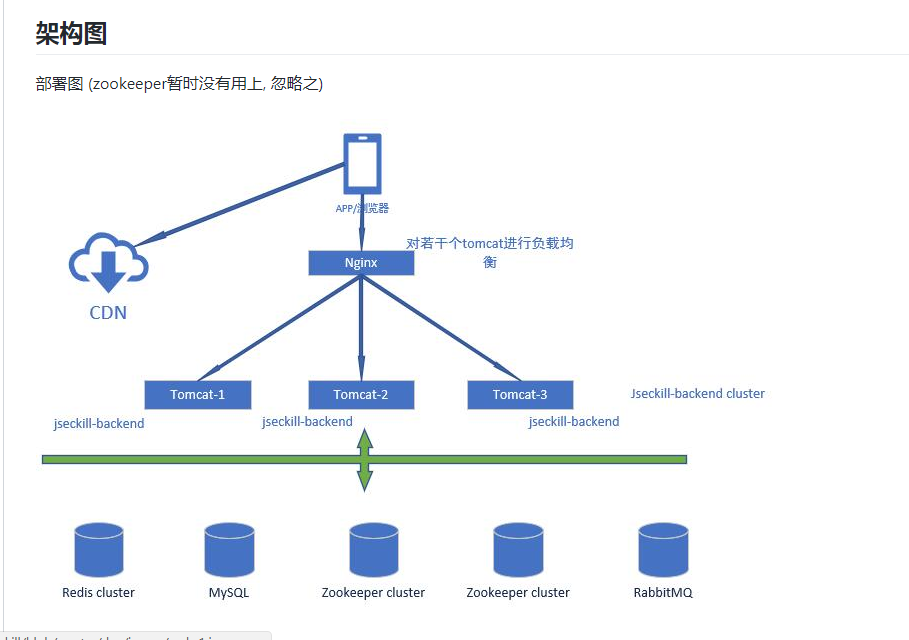 架构图
部署图 (zookeeper暂时没有用上, 忽略之)
APP/浏览器
对若干个tomcat进行负载均
衡
Nginx
CDN
Tomcat-1
Tomcat-2
Tomcat-3
Jseckill-backend cluster
jseckill-backend
jseckill-backend
jseckill-backend
Redis cluster
MySQL
Zookeeper cluster
Zookeeper cluster
RabbitMQ